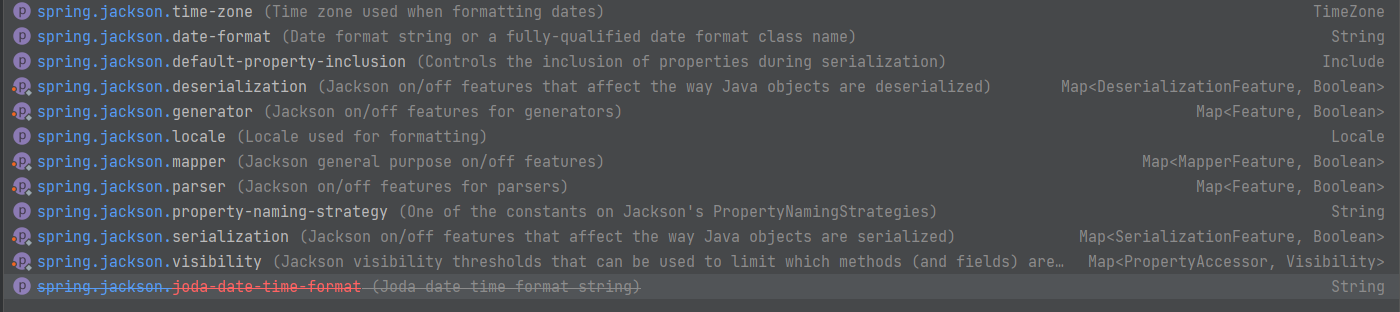 p spring.jackson.time-zone (Time zone used when formatting dates) TimeZone
p spring.jackson.date-format (Date format string or a fully-qualified date format class name) String
p spring.jackson.default-property-inclusion (Controls the inclusion of properties during serialization) Include
p spring.jackson.deserialization (Jackson on/off features that affect the way Java objects are deserialized) Map<DeserializationFeature, Boolean>
p spring.jackson.generator (Jackson on/off features for generators) Map<Feature, Boolean>
p spring.jackson.locale (Locale used for formatting) Locale
p spring.jackson.mapper (Jackson general purpose on/off features) Map<MapperFeature, Boolean>
p spring.jackson.parser (Jackson on/off features for parsers) Map<Feature, Boolean>
p spring.jackson.property-naming-strategy (One of the constants on Jackson's PropertyNamingStrategies) String
p spring.jackson.serialization (Jackson on/off features that affect the way Java objects are serialized) Map<SerializationFeature, Boolean>
p spring.jackson.visibility (Jackson visibility thresholds that can be used to limit which methods (and fields) are… Map<PropertyAccessor, Visibility>
p spring.jackson.joda-date-time-format (Joda date time format string) String